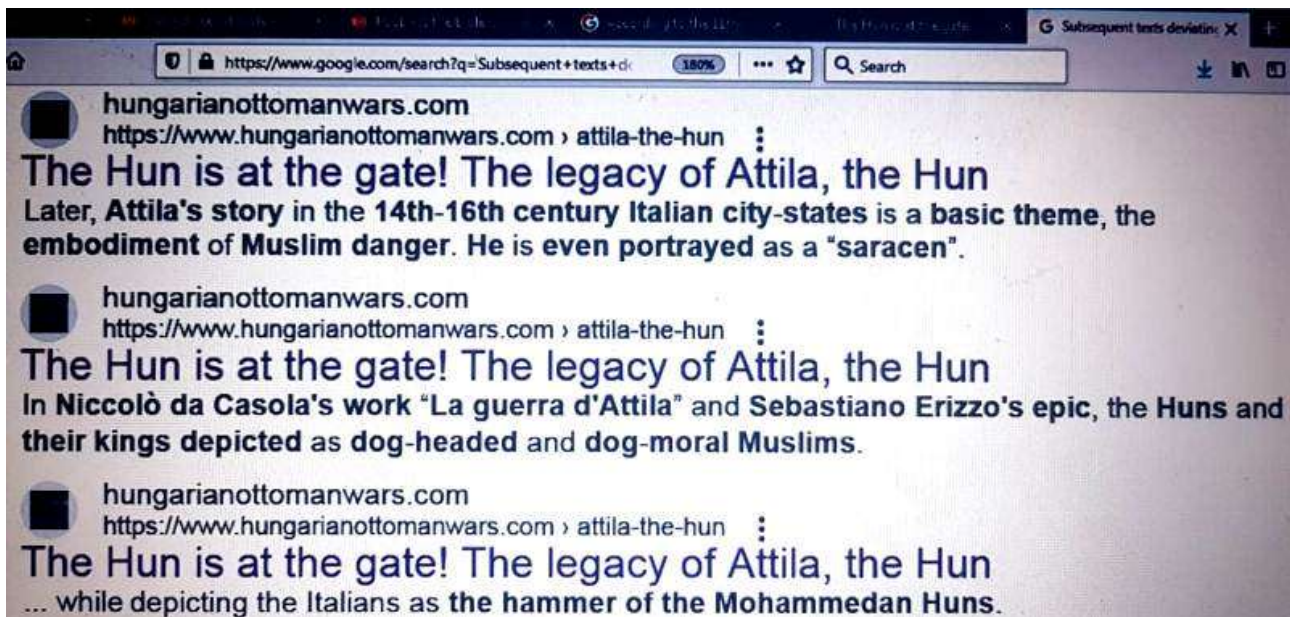 G Subsequent texts deviating X
https://www.google.com/search?q=Subsequent+texts+de
180%
Search
hungarianottomanwars.com
https://www.hungarianottomanwars.com › attila-the-hun
The Hun is at the gate! The legacy of Attila, the Hun
Later, Attila's story in the 14th-16th century Italian city-states is a basic theme, the
embodiment of Muslim danger. He is even portrayed as a “saracen”.
hungarianottomanwars.com
https://www.hungarianottomanwars.com › attila-the-hun
The Hun is at the gate! The legacy of Attila, the Hun
In Niccolò da Casola's work “La guerra d'Attila” and Sebastiano Erizzo's epic, the Huns and
their kings depicted as dog-headed and dog-moral Muslims.
hungarianottomanwars.com
https://www.hungarianottomanwars.com › attila-the-hun
The Hun is at the gate! The legacy of Attila, the Hun
... while depicting the Italians as the hammer of the Mohammedan Huns.